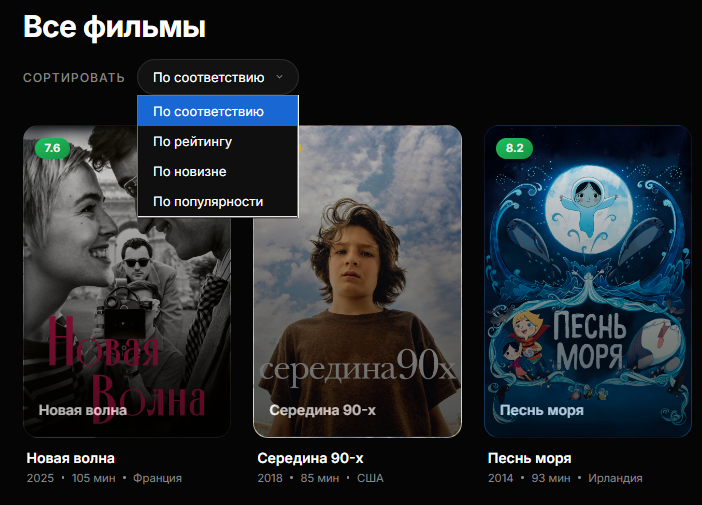 Все фильмы
СОРТИРОВАТЬ
По соответствию
По соответствию
По рейтингу
По новизне
По популярности
7.6
8.2
Новая
Волна
Новая волна
середина90х
Середина 90-х
ПЕСНЬ
МОРЯ
Песнь моря
Новая волна
2025 • 105 мин • Франция
Середина 90-х
2018 • 85 мин • США
Песнь моря
2014 • 93 мин • Ирландия